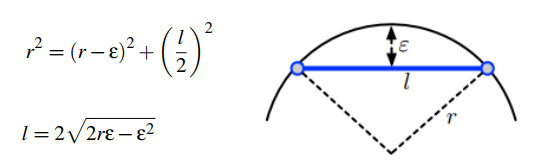 r² = (r − ε)² + (l/2)²
l = 2√(2rε − ε²)
ε
l
r